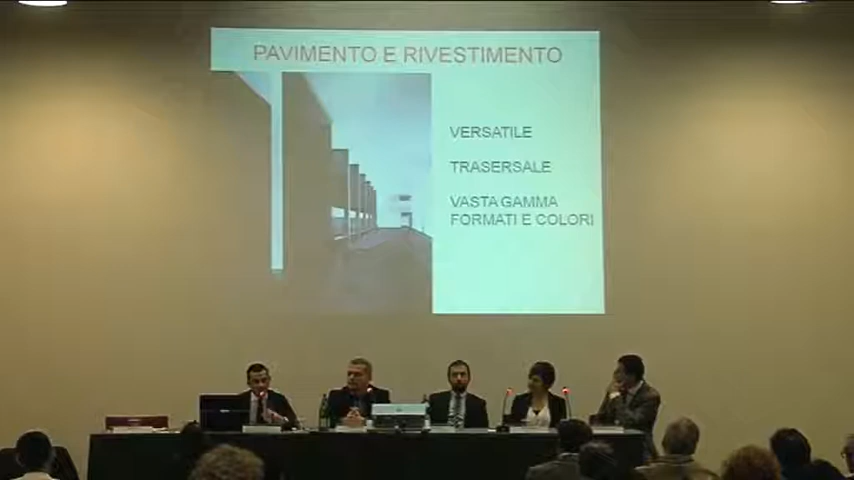 PAVIMENTO E RIVESTIMENTO
VERSATILE
TRASERSALE
VASTA GAMMA
FORMATI E COLORI